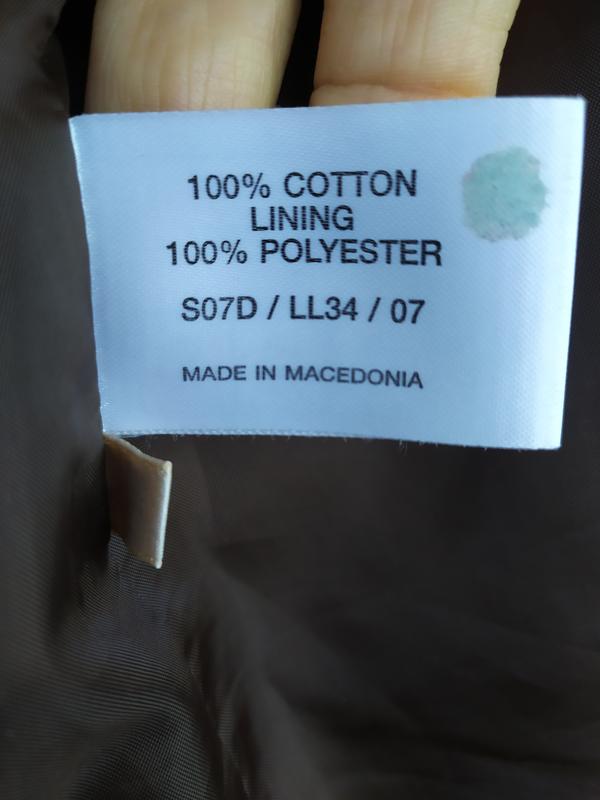 100% COTTON
LINING
100% POLYESTER
S07D / LL34 / 07
MADE IN MACEDONIA